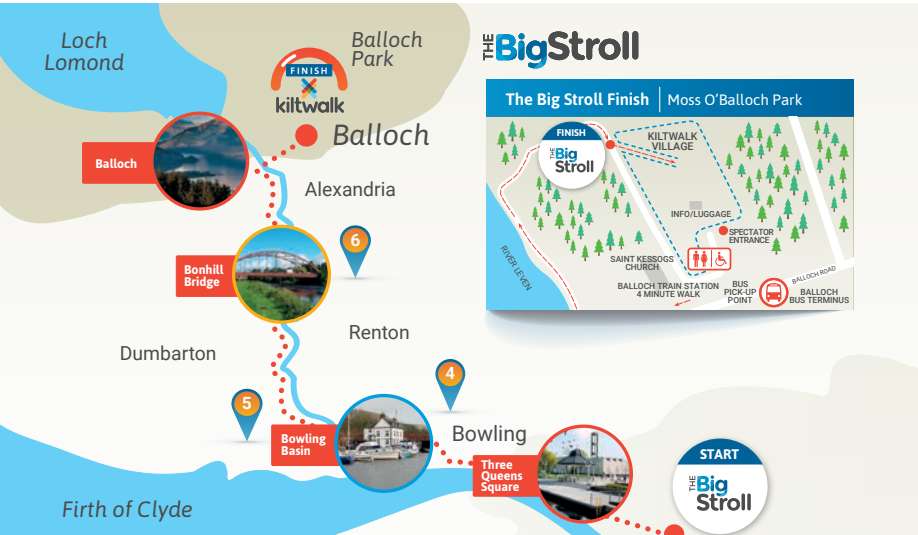 Loch
Lomond
Balloch
Park
FINISH
kiltwalk
Balloch
Balloch
Alexandria
6
Bonhill
Bridge
Renton
Dumbarton
4
5
Bowling
Basin
Bowling
Three
Queens
Square
Firth of Clyde
START
THE
Big
Stroll
THE BigStroll
The Big Stroll Finish | Moss O'Balloch Park
FINISH
THE
Big
Stroll
KILTWALK
VILLAGE
INFO/LUGGAGE
SPECTATOR
ENTRANCE
RIVER LEVEN
SAINT KESSOGS
CHURCH
BALLOCH TRAIN STATION
4 MINUTE WALK
BUS
PICK-UP
POINT
BALLOCH ROAD
BALLOCH
BUS TERMINUS